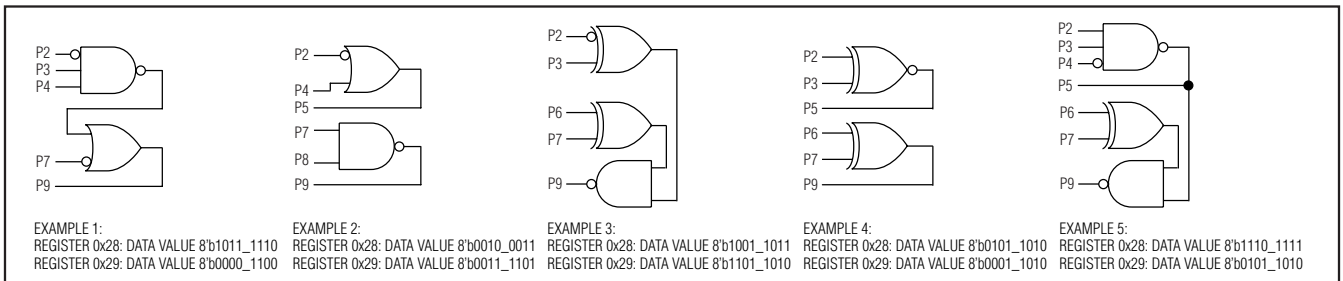 P2
P3
P4
P7
P9
EXAMPLE 1:
REGISTER 0x28: DATA VALUE 8'b1011_1110
REGISTER 0x29: DATA VALUE 8'b0000_1100
P2
P4
P5
P7
P8
P9
EXAMPLE 2:
REGISTER 0x28: DATA VALUE 8'b0010_0011
REGISTER 0x29: DATA VALUE 8'b0011_1101
P2
P3
P6
P7
P9
EXAMPLE 3:
REGISTER 0x28: DATA VALUE 8'b1001_1011
REGISTER 0x29: DATA VALUE 8'b1101_1010
P2
P3
P5
P6
P7
P9
EXAMPLE 4:
REGISTER 0x28: DATA VALUE 8'b0101_1010
REGISTER 0x29: DATA VALUE 8'b0001_1010
P2
P3
P4
P5
P6
P7
P9
EXAMPLE 5:
REGISTER 0x28: DATA VALUE 8'b1110_1111
REGISTER 0x29: DATA VALUE 8'b0101_1010